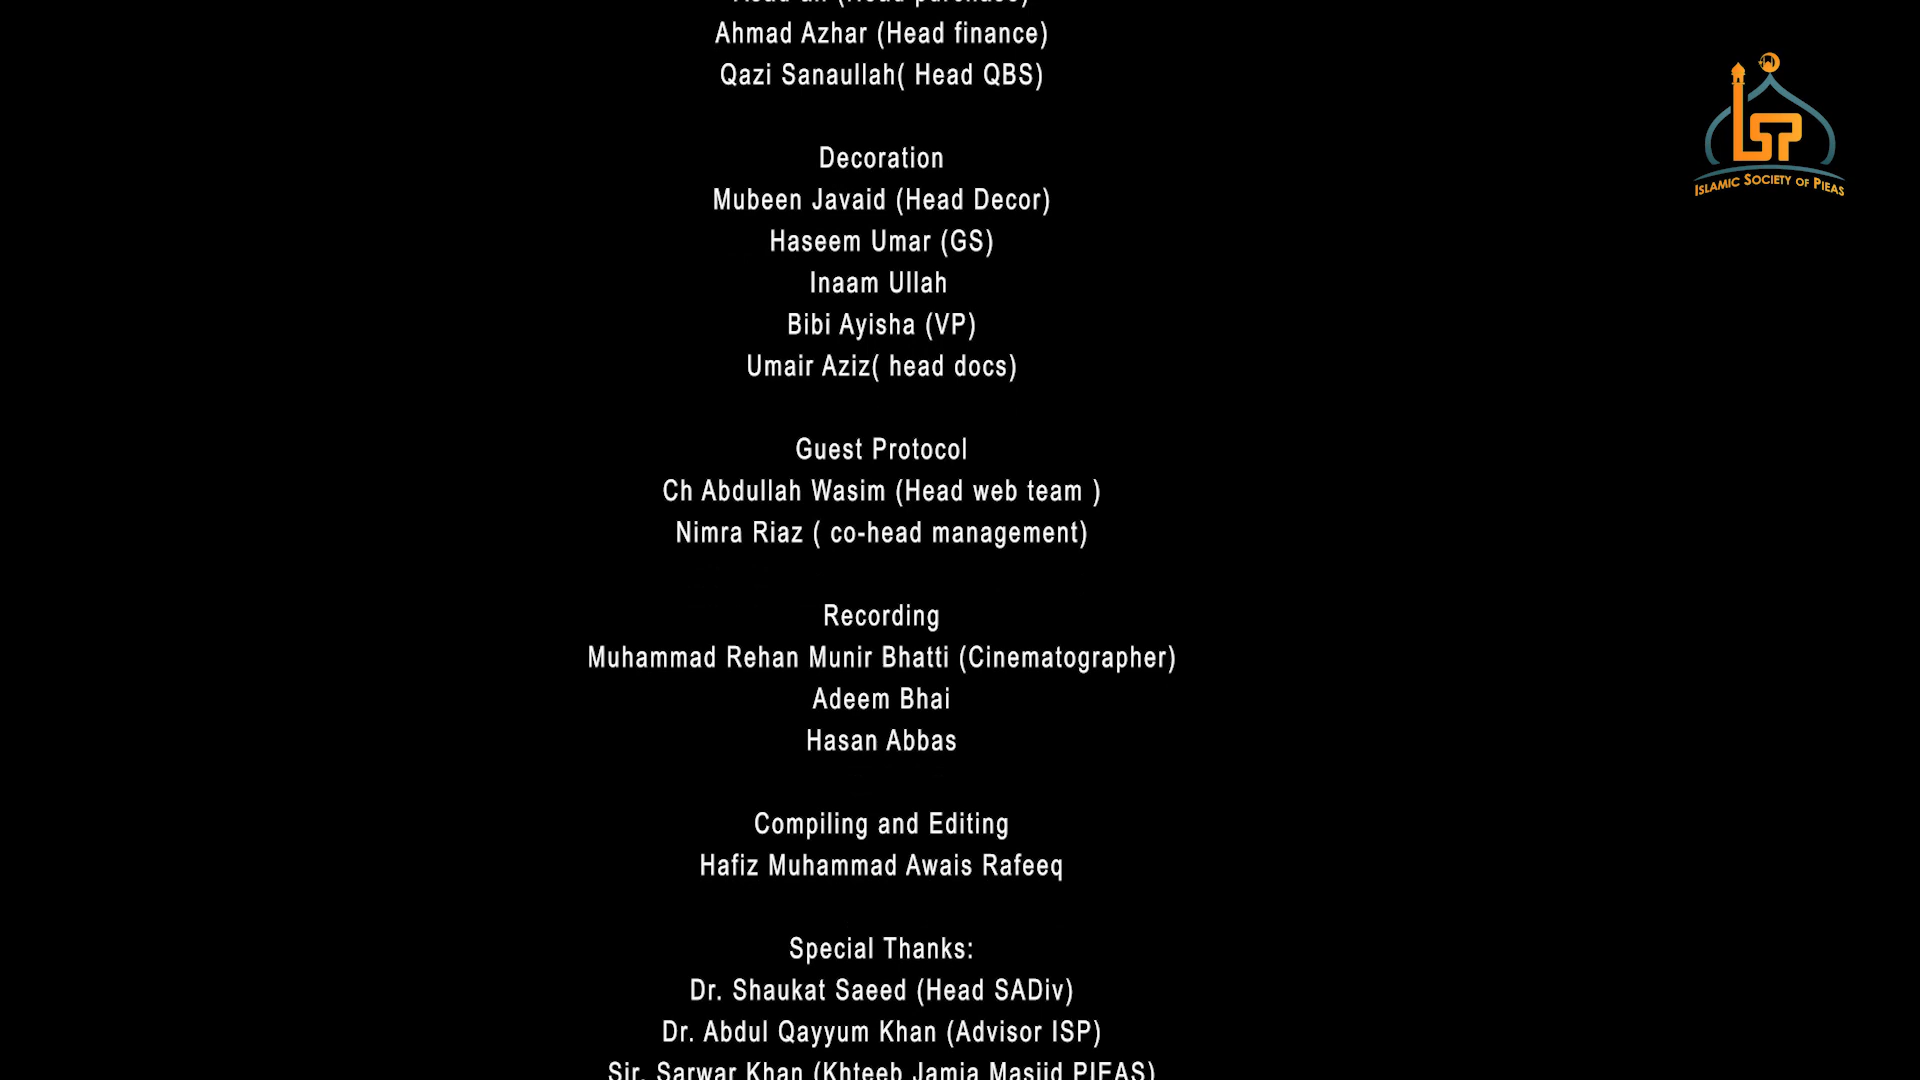 Ahmad Azhar (Head finance)
Qazi Sanaullah( Head QBS)
Decoration
Mubeen Javaid (Head Decor)
Haseem Umar (GS)
Inaam Ullah
Bibi Ayisha (VP)
Umair Aziz( head docs)
Guest Protocol
Ch Abdullah Wasim (Head web team )
Nimra Riaz ( co-head management)
Recording
Muhammad Rehan Munir Bhatti (Cinematographer)
Adeem Bhai
Hasan Abbas
Compiling and Editing
Hafiz Muhammad Awais Rafeeq
Special Thanks:
Dr. Shaukat Saeed (Head SADiv)
Dr. Abdul Qayyum Khan (Advisor ISP)
Sir. Sarwar Khan (Khteeb Jamia Masjid PIEAS)
ISP
ISLAMIC SOCIETY OF PIEAS